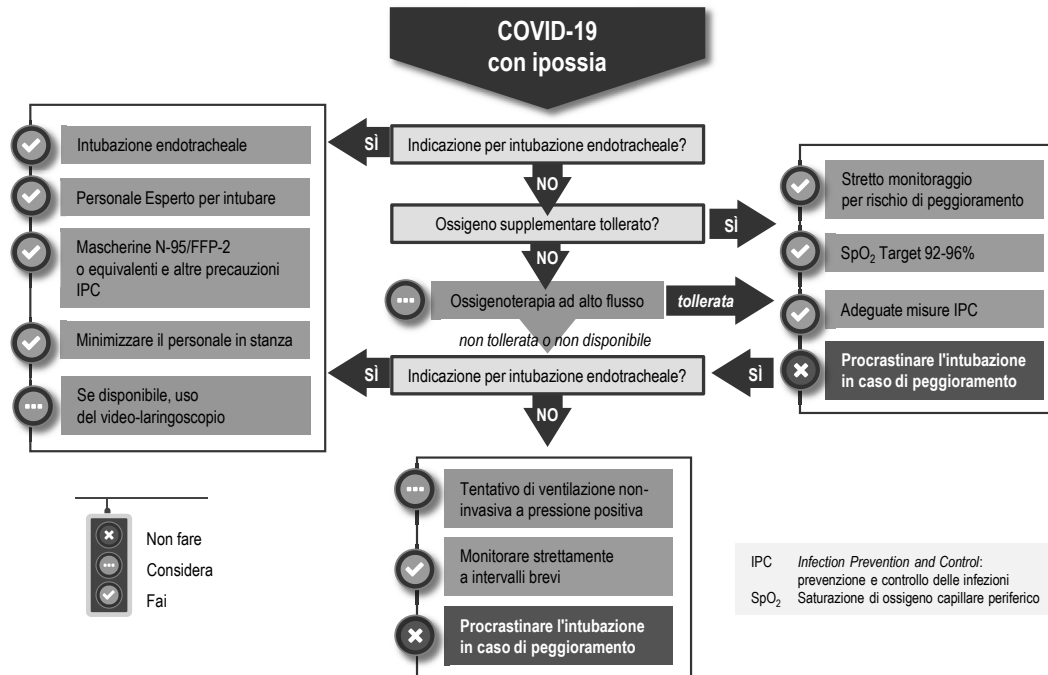 COVID-19
con ipossia
Indicazione per intubazione endotracheale?
SÌ
NO
Intubazione endotracheale
Personale Esperto per intubare
Mascherine N-95/FFP-2
o equivalenti e altre precauzioni
IPC
Minimizzare il personale in stanza
Se disponibile, uso
del video-laringoscopio
Ossigeno supplementare tollerato?
SÌ
NO
Stretto monitoraggio
per rischio di peggioramento
SpO2 Target 92-96%
Adeguate misure IPC
Procrastinare l'intubazione
in caso di peggioramento
Ossigenoterapia ad alto flusso
tollerata
non tollerata o non disponibile
SÌ
Indicazione per intubazione endotracheale?
SÌ
NO
Tentativo di ventilazione non-
invasiva a pressione positiva
Monitorare strettamente
a intervalli brevi
Procrastinare l'intubazione
in caso di peggioramento
Non fare
Considera
Fai
IPC Infection Prevention and Control:
prevenzione e controllo delle infezioni
SpO2 Saturazione di ossigeno capillare periferico